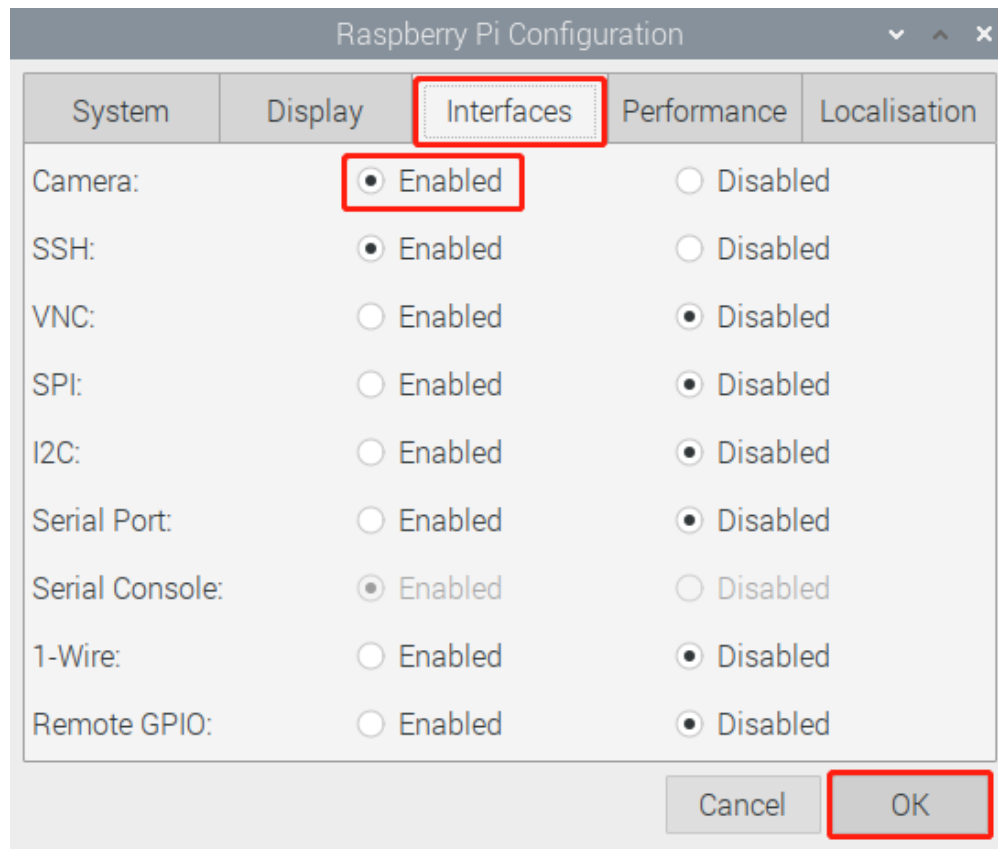 Raspberry Pi Configuration
System Display Interfaces Performance Localisation
Camera: Enabled Disabled
SSH: Enabled Disabled
VNC: Enabled Disabled
SPI: Enabled Disabled
I2C: Enabled Disabled
Serial Port: Enabled Disabled
Serial Console: Enabled Disabled
1-Wire: Enabled Disabled
Remote GPIO: Enabled Disabled
Cancel OK